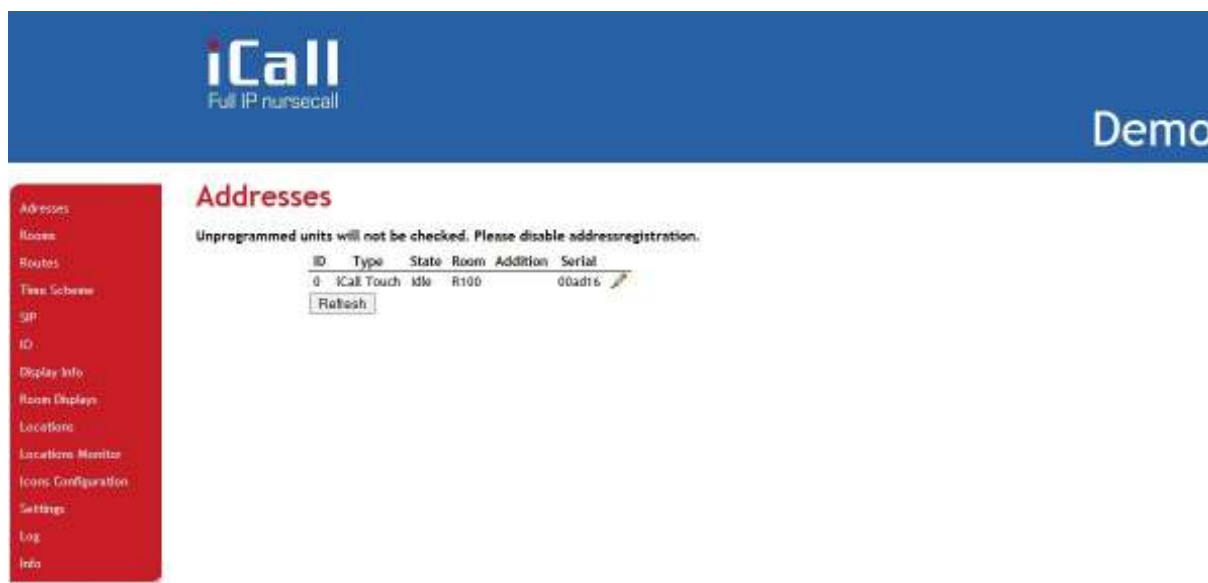 iCall
Full IP nursecall
Demo
Adresses
Rooms
Routes
Time Scheme
SIP
IO
Display Info
Room Displays
Locations
Locations Monitor
Icons Configuration
Settings
Log
Info
Addresses
Unprogrammed units will not be checked. Please disable addressregistration.
ID Type State Room Addition Serial
0 iCall Touch Idle R100 00ad16
Refresh